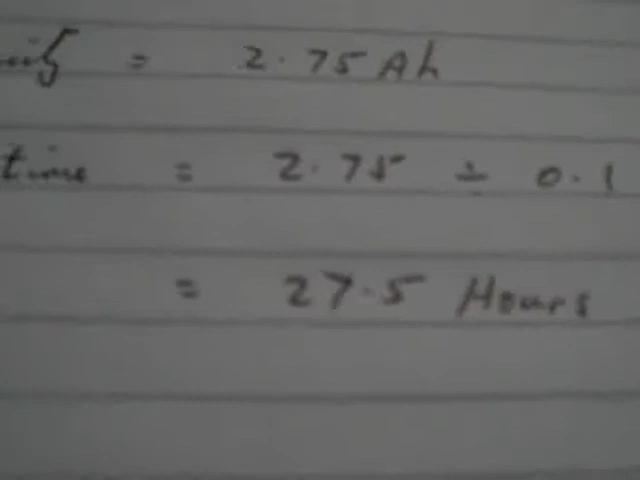 = 2.75 Ah
time = 2.75 ÷ 0.1
= 27.5 Hours